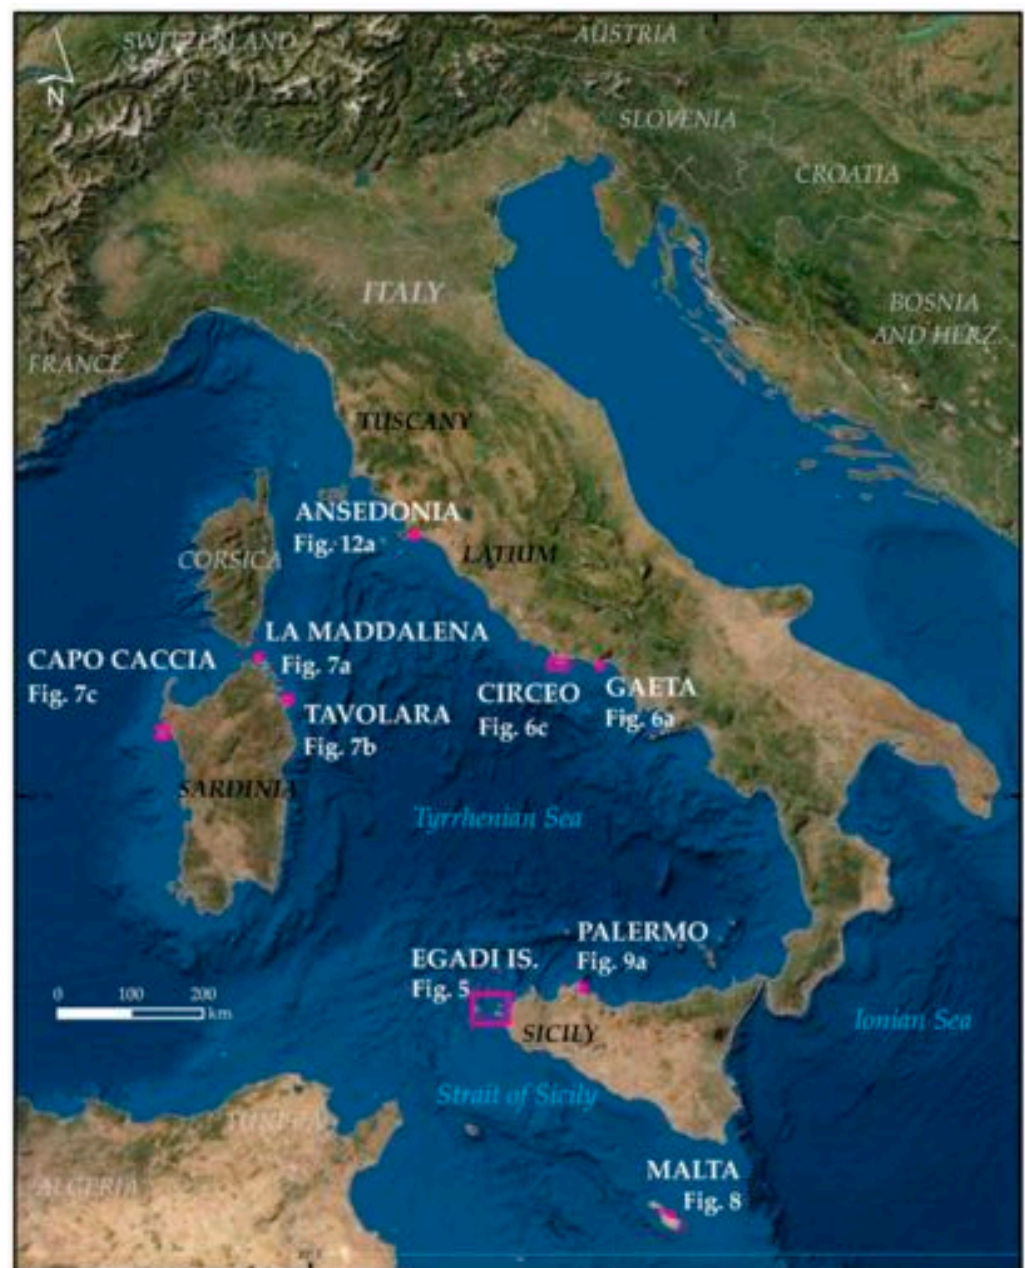 SWITZERLAND
AUSTRIA
N
SLOVENIA
CROATIA
ITALY
BOSNIA
AND HERZ.
FRANCE
TUSCANY
ANSEDONIA
Fig. 12a
LATIUM
CORSICA
LA MADDALENA
Fig. 7a
CAPO CACCIA
Fig. 7c
CIRCEO
Fig. 6c
GAETA
Fig. 6a
TAVOLARA
Fig. 7b
SARDINIA
Tyrrhenian Sea
PALERMO
Fig. 9a
EGADI IS.
Fig. 5
0 100 200
km
SICILY
Ionian Sea
Strait of Sicily
TUNISIA
ALGERIA
MALTA
Fig. 8